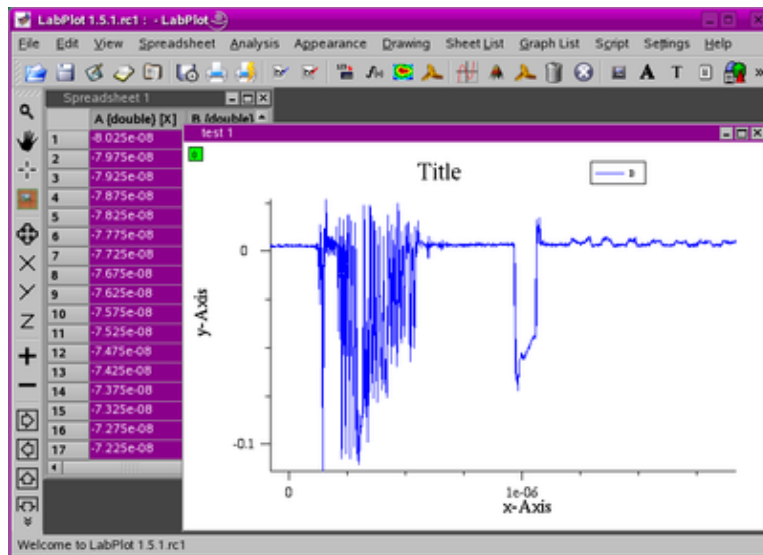 LabPlot 1.5.1.rc1 : - LabPlot
File Edit View Spreadsheet Analysis Appearance Drawing Sheet List Graph List Script Settings Help
Spreadsheet 1
A {double} [X] B {double}
test 1
1 -8.025e-08
2 -7.975e-08
3 -7.925e-08
4 -7.875e-08
5 -7.825e-08
6 -7.775e-08
7 -7.725e-08
8 -7.675e-08
9 -7.625e-08
10 -7.575e-08
11 -7.525e-08
12 -7.475e-08
13 -7.425e-08
14 -7.375e-08
15 -7.325e-08
16 -7.275e-08
17 -7.225e-08
X
Y
Z
A T
Title
0
y-Axis
-0.1
0 1e-06
x-Axis
Welcome to LabPlot 1.5.1.rc1